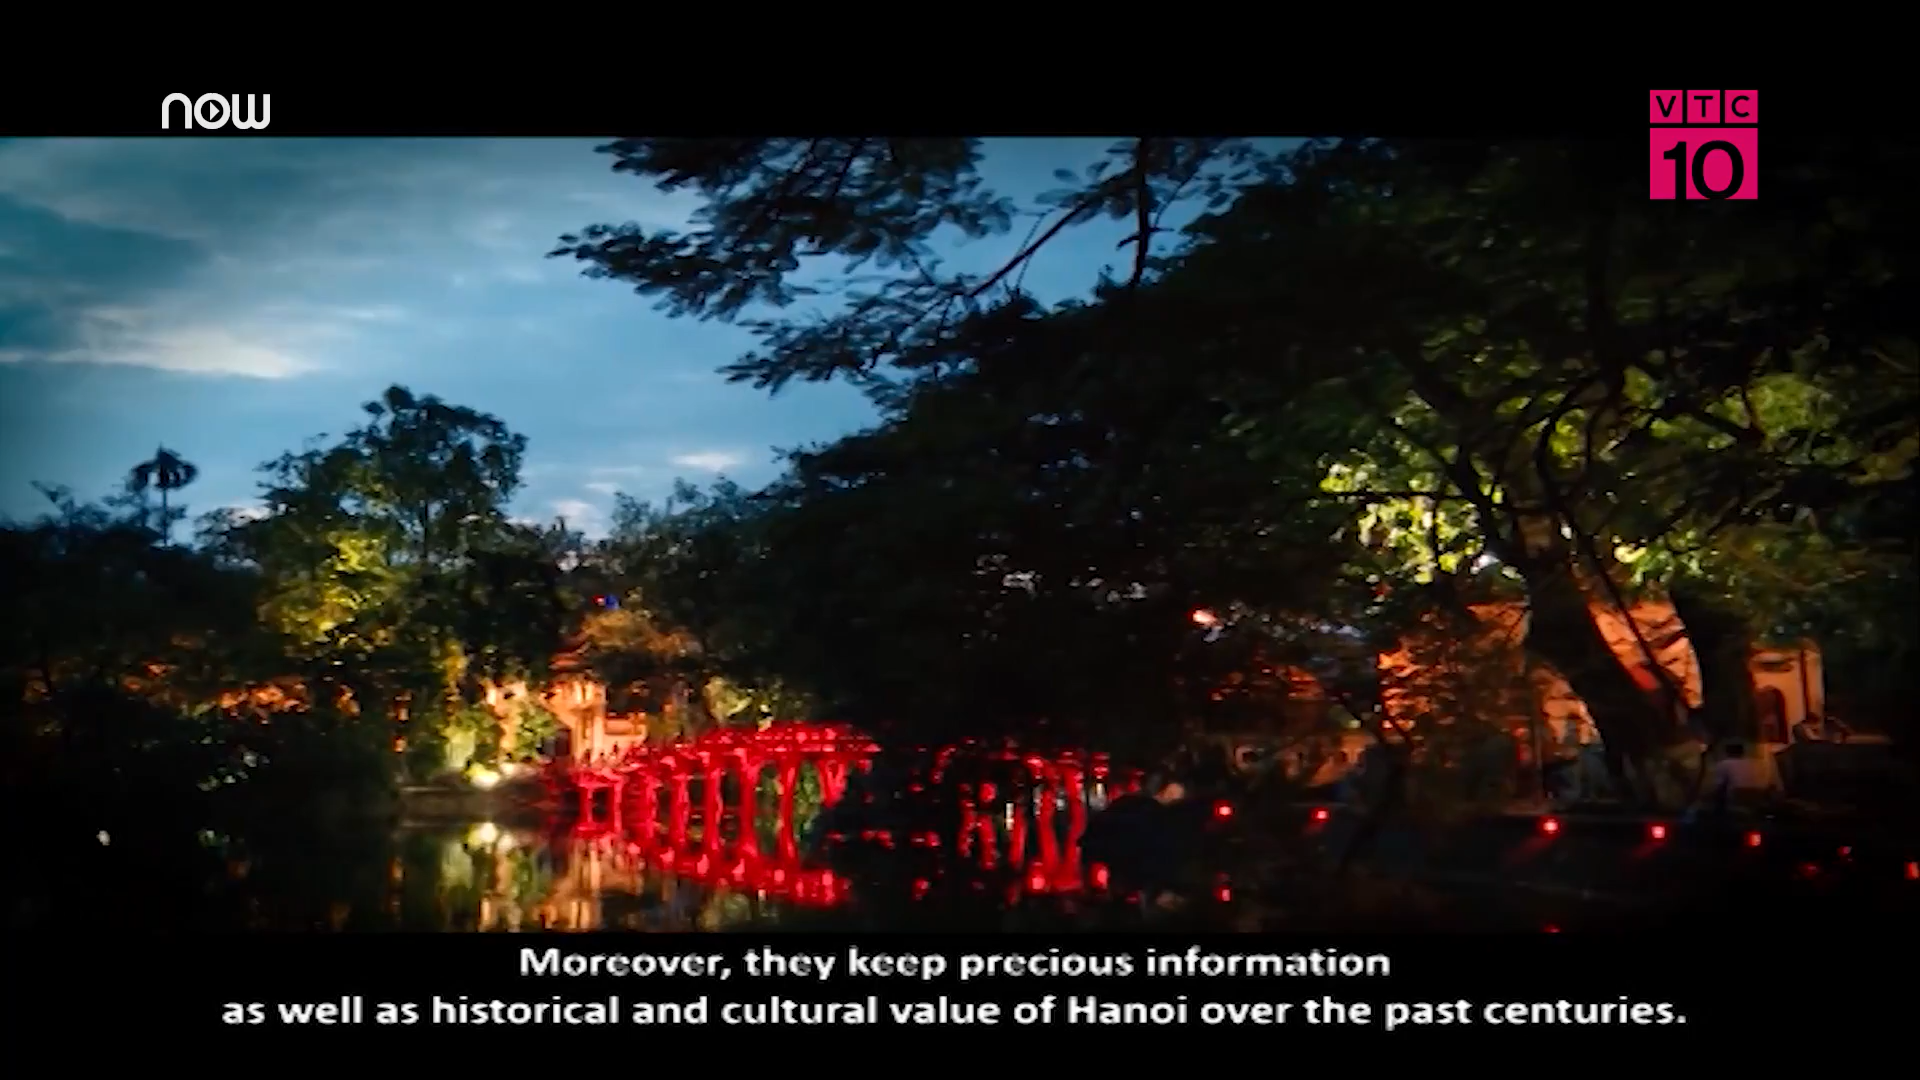 now
VTC
10
Moreover, they keep precious information
as well as historical and cultural value of Hanoi over the past centuries.